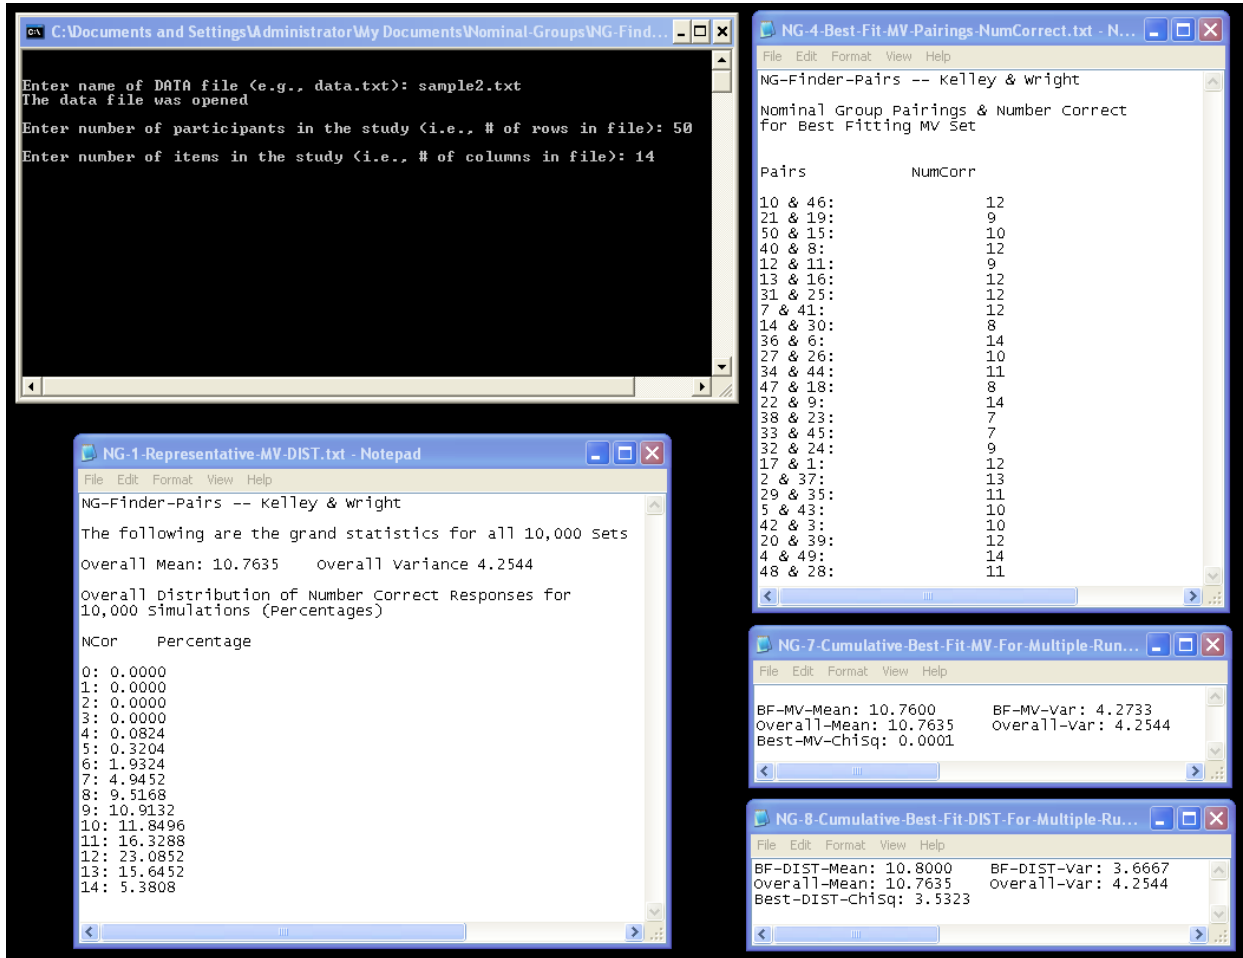 C:\Documents and Settings\Administrator\My Documents\Nominal-Groups\NG-Find...
Enter name of DATA file (e.g., data.txt): sample2.txt
The data file was opened
Enter number of participants in the study (i.e., # of rows in file): 50
Enter number of items in the study (i.e., # of columns in file): 14
NG-4-Best-Fit-MV-Pairings-NumCorrect.txt - N...
File Edit Format View Help
NG-Finder-Pairs -- Kelley & Wright
Nominal Group Pairings & Number Correct
for Best Fitting MV Set
Pairs NumCorr
10 & 46: 12
21 & 19: 9
50 & 15: 10
40 & 8: 12
12 & 11: 9
13 & 16: 12
31 & 25: 12
7 & 41: 12
14 & 30: 8
36 & 6: 14
27 & 26: 10
34 & 44: 11
47 & 18: 8
22 & 9: 14
38 & 23: 7
33 & 45: 7
32 & 24: 9
17 & 1: 12
2 & 37: 13
29 & 35: 11
5 & 43: 10
42 & 3: 10
20 & 39: 12
4 & 49: 14
48 & 28: 11
NG-1-Representative-MV-DIST.txt - Notepad
File Edit Format View Help
NG-Finder-Pairs -- Kelley & Wright
The following are the grand statistics for all 10,000 Sets
Overall Mean: 10.7635 Overall Variance 4.2544
Overall Distribution of Number Correct Responses for
10,000 Simulations (Percentages)
NCor Percentage
0: 0.0000
1: 0.0000
2: 0.0000
3: 0.0000
4: 0.0824
5: 0.3204
6: 1.9324
7: 4.9452
8: 9.5168
9: 10.9132
10: 11.8496
11: 16.3288
12: 23.0852
13: 15.6452
14: 5.3808
NG-7-Cumulative-Best-Fit-MV-For-Multiple-Run...
File Edit Format View Help
BF-MV-Mean: 10.7600 BF-MV-Var: 4.2733
Overall-Mean: 10.7635 Overall-Var: 4.2544
Best-MV-ChiSq: 0.0001
NG-8-Cumulative-Best-Fit-DIST-For-Multiple-Ru...
File Edit Format View Help
BF-DIST-Mean: 10.8000 BF-DIST-Var: 3.6667
Overall-Mean: 10.7635 Overall-Var: 4.2544
Best-DIST-ChiSq: 3.5323